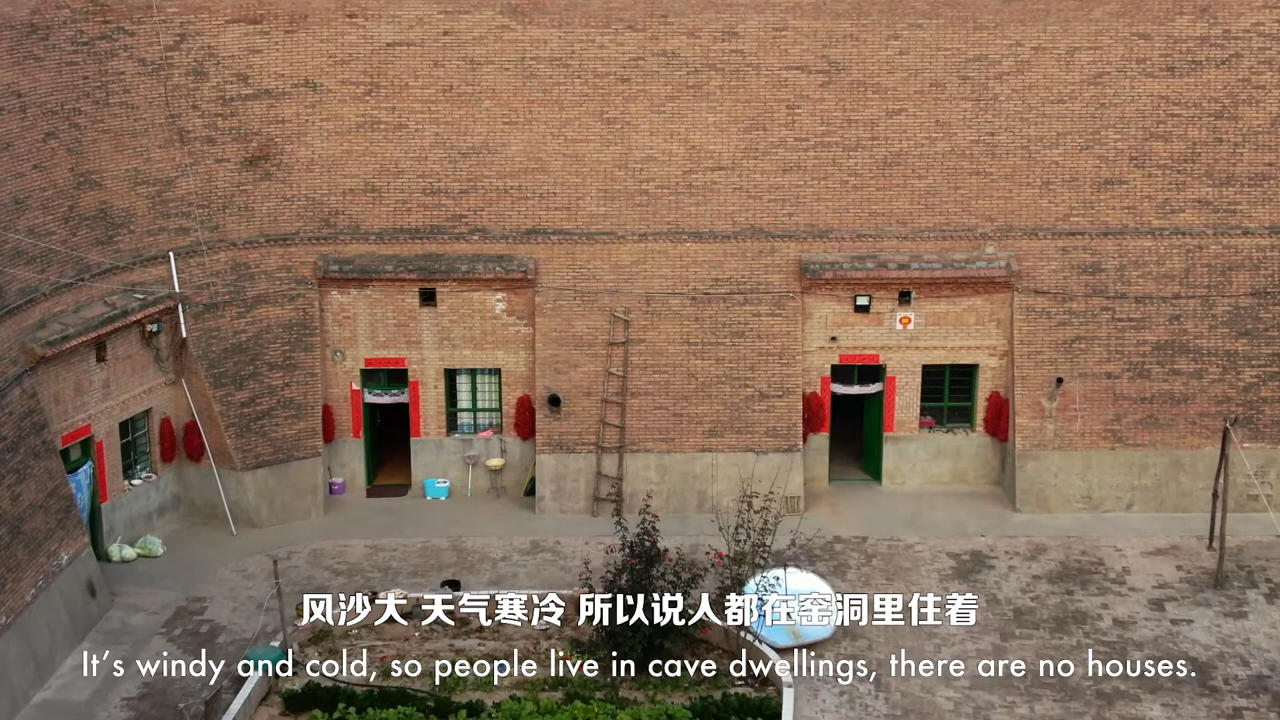 风沙大 天气寒冷 所以说人都在窑洞里住着
It's windy and cold, so people live in cave dwellings, there are no houses.